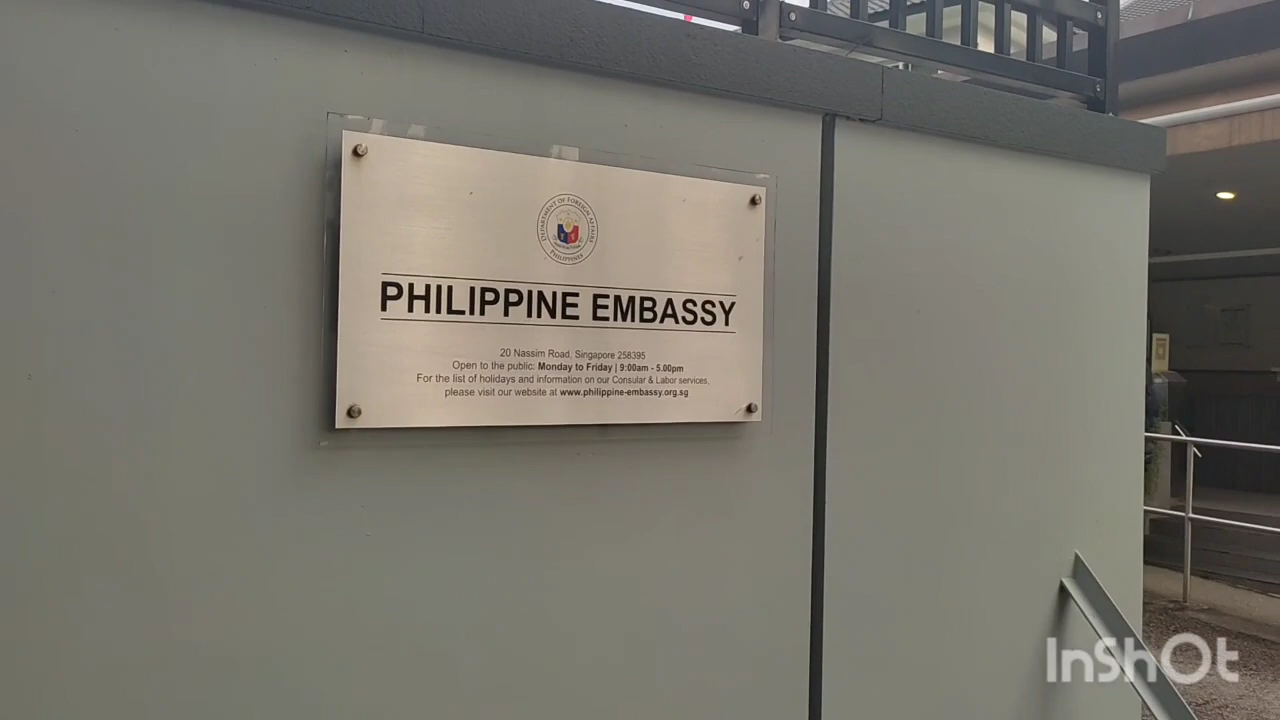 DEPARTMENT OF FOREIGN AFFAIRS
PHILIPPINES
PHILIPPINE EMBASSY
20 Nassim Road, Singapore 258395
Open to the public: Monday to Friday | 9:00am - 5.00pm
For the list of holidays and information on our Consular & Labor services,
please visit our website at www.philippine-embassy.org.sg
InShOt